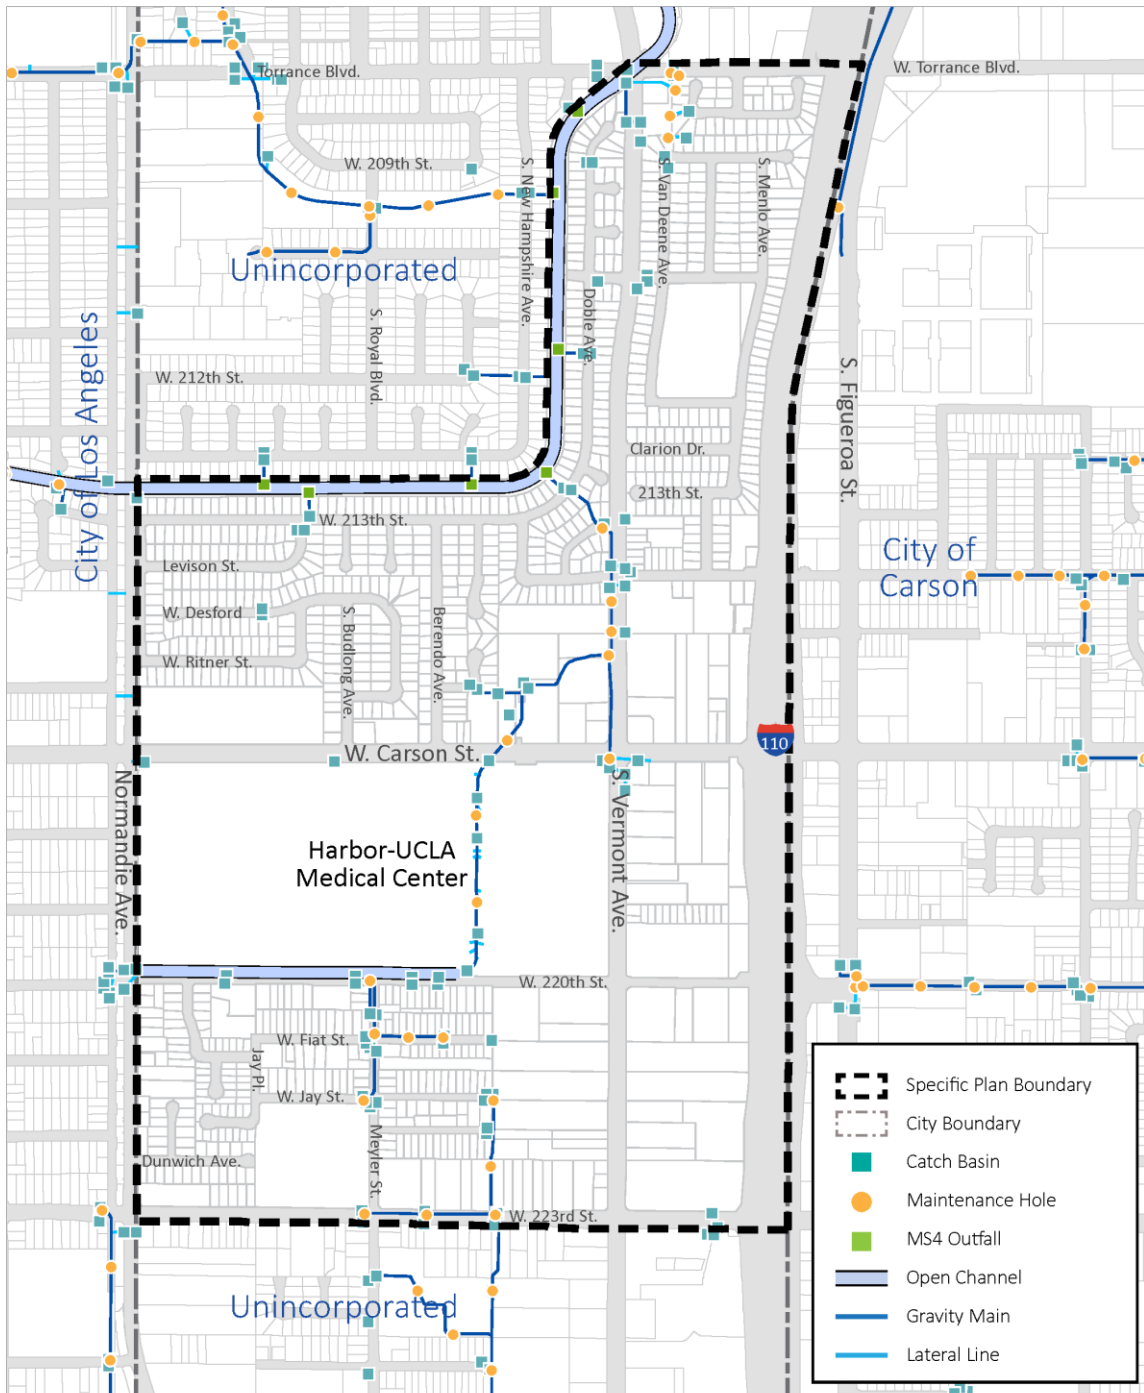 Torrance Blvd.
W. Torrance Blvd.
W. 209th St.
S. New Hampshire Ave.
S. Van Deene Ave.
S. Menlo Ave.
Unincorporated
Doble Ave.
S. Royal Blvd.
City of Los Angeles
W. 212th St.
S. Figueroa St.
Clarion Dr.
213th St.
W. 213th St.
City of
Carson
Levison St.
W. Desford
S. Budlong Ave.
Berendo Ave.
W. Ritner St.
110
W. Carson St.
Normandie Ave.
S. Vermont Ave.
Harbor-UCLA
Medical Center
W. 220th St.
W. Fiat St.
Jay Pl.
W. Jay St.
Meyler St.
Dunwich Ave.
W. 223rd St.
Unincorporated
Specific Plan Boundary
City Boundary
Catch Basin
Maintenance Hole
MS4 Outfall
Open Channel
Gravity Main
Lateral Line